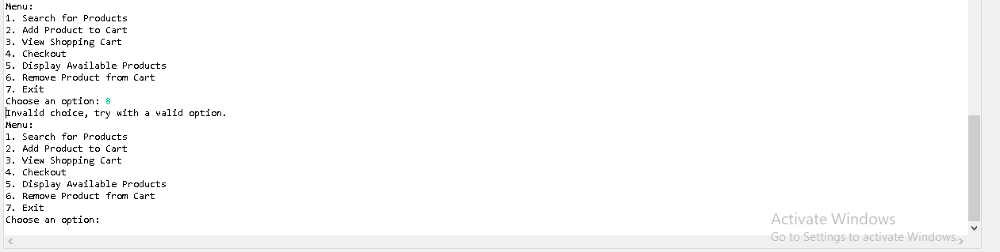 Menu:
1. Search for Products
2. Add Product to Cart
3. View Shopping Cart
4. Checkout
5. Display Available Products
6. Remove Product from Cart
7. Exit
Choose an option: 8
Invalid choice, try with a valid option.
Menu:
1. Search for Products
2. Add Product to Cart
3. View Shopping Cart
4. Checkout
5. Display Available Products
6. Remove Product from Cart
7. Exit
Choose an option:
Activate Windows
Go to Settings to activate Windows.